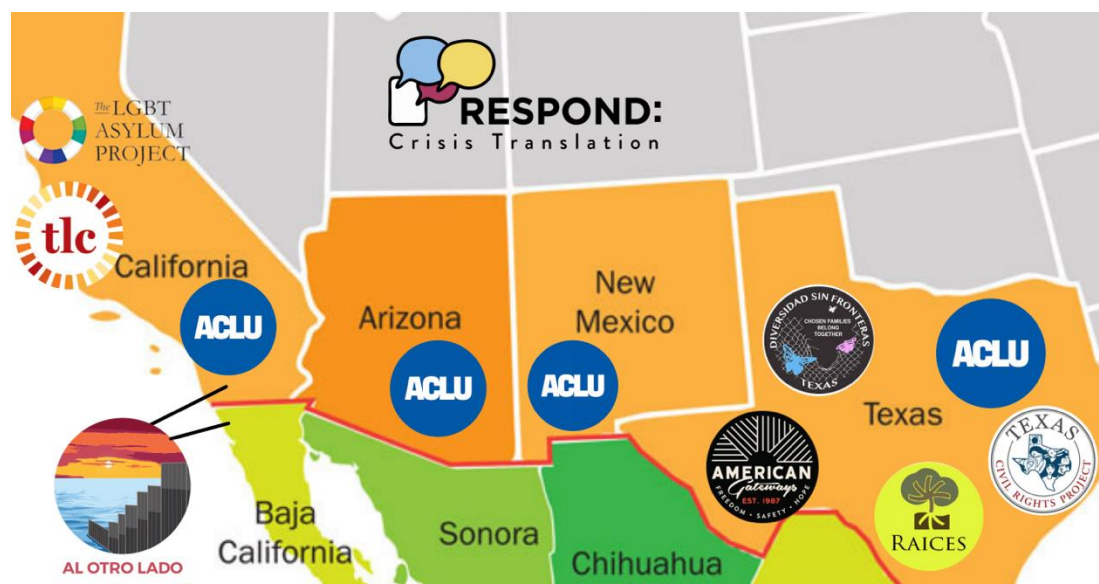 RESPOND:
Crisis Translation
The LGBT
ASYLUM
PROJECT
tlc
California
ACLU
Arizona
ACLU
New
Mexico
ACLU
DIVERSIDAD SIN FRONTERAS
CHOSEN FAMILIES
BELONG
TOGETHER
TEXAS
ACLU
Texas
AMERICAN
Gateways
EST. 1987
FREEDOM • SAFETY • HOPE
TEXAS
CIVIL RIGHTS PROJECT
RAICES
AL OTRO LADO
Baja
California
Sonora
Chihuahua